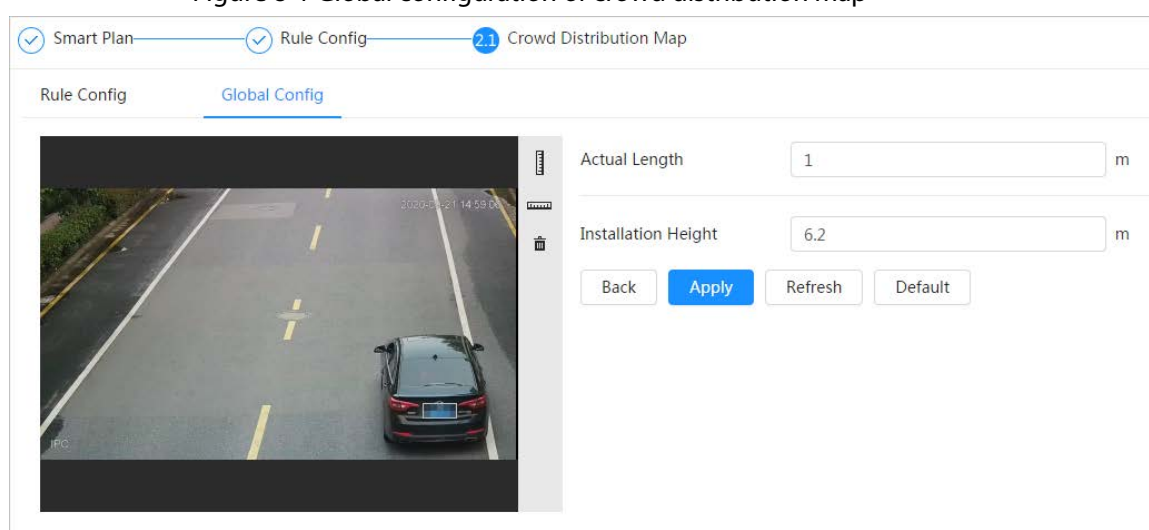 Smart Plan Rule Config 2.1 Crowd Distribution Map
Rule Config Global Config
Actual Length 1 m
Installation Height 6.2 m
Back Apply Refresh Default
IPC